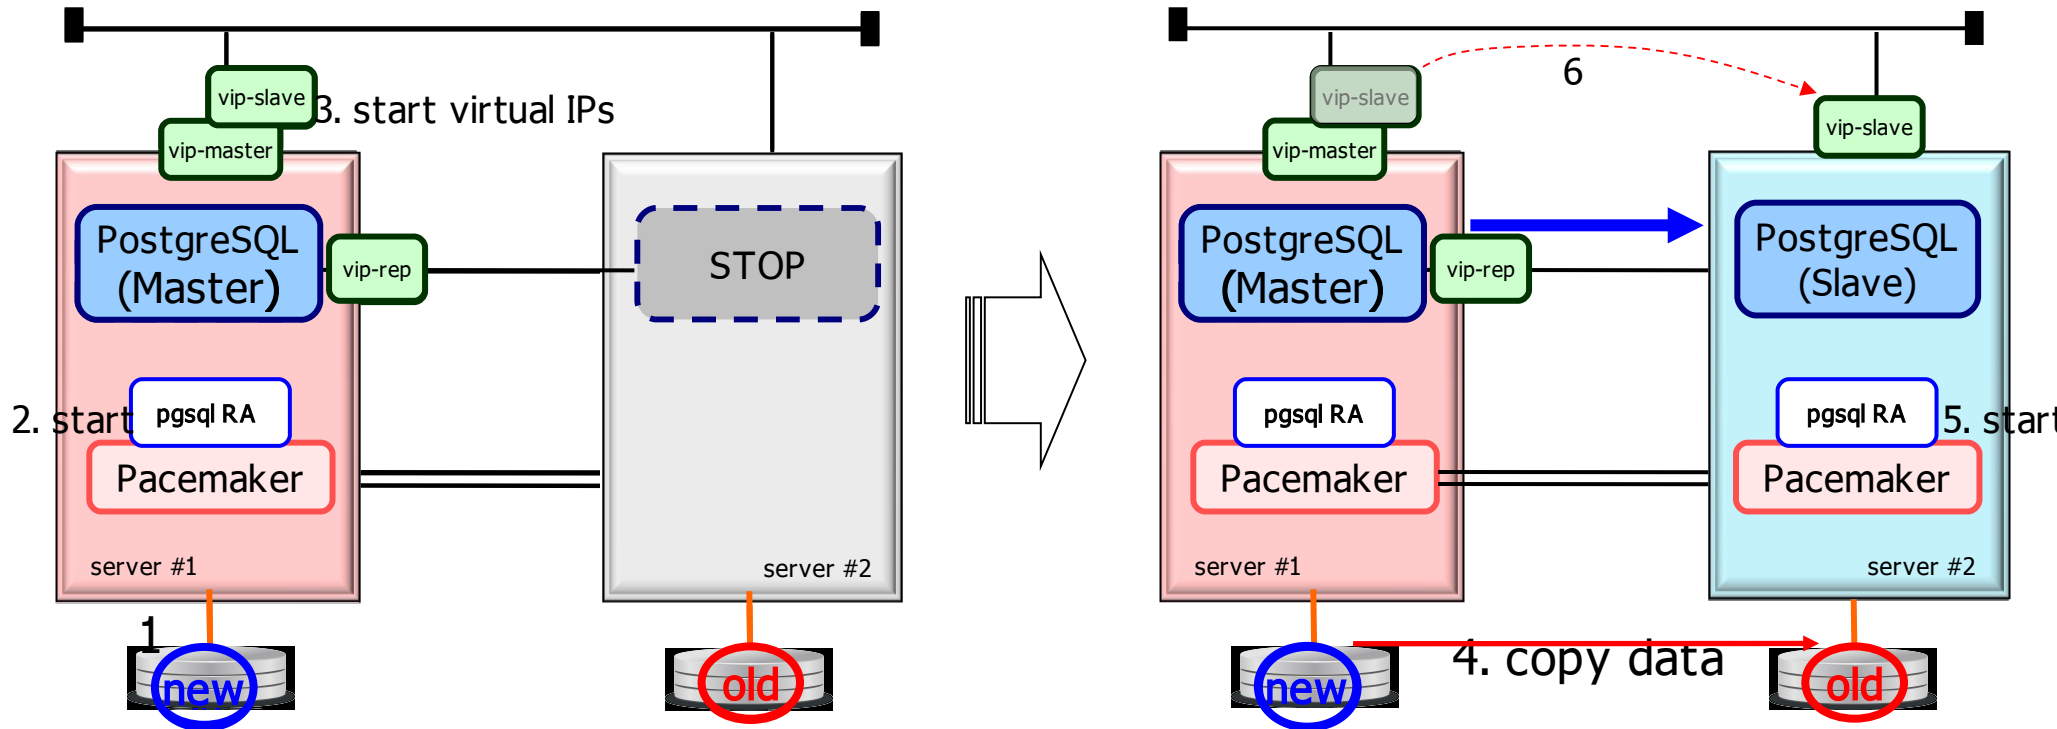 vip-slave
3. start virtual IPs
vip-master
PostgreSQL
(Master)
vip-rep
STOP
2. start
pgsql RA
Pacemaker
server #1
server #2
1
new
old
vip-slave
6
vip-slave
vip-master
PostgreSQL
(Master)
vip-rep
PostgreSQL
(Slave)
pgsql RA
pgsql RA
5. start
Pacemaker
Pacemaker
server #1
server #2
4. copy data
new
old